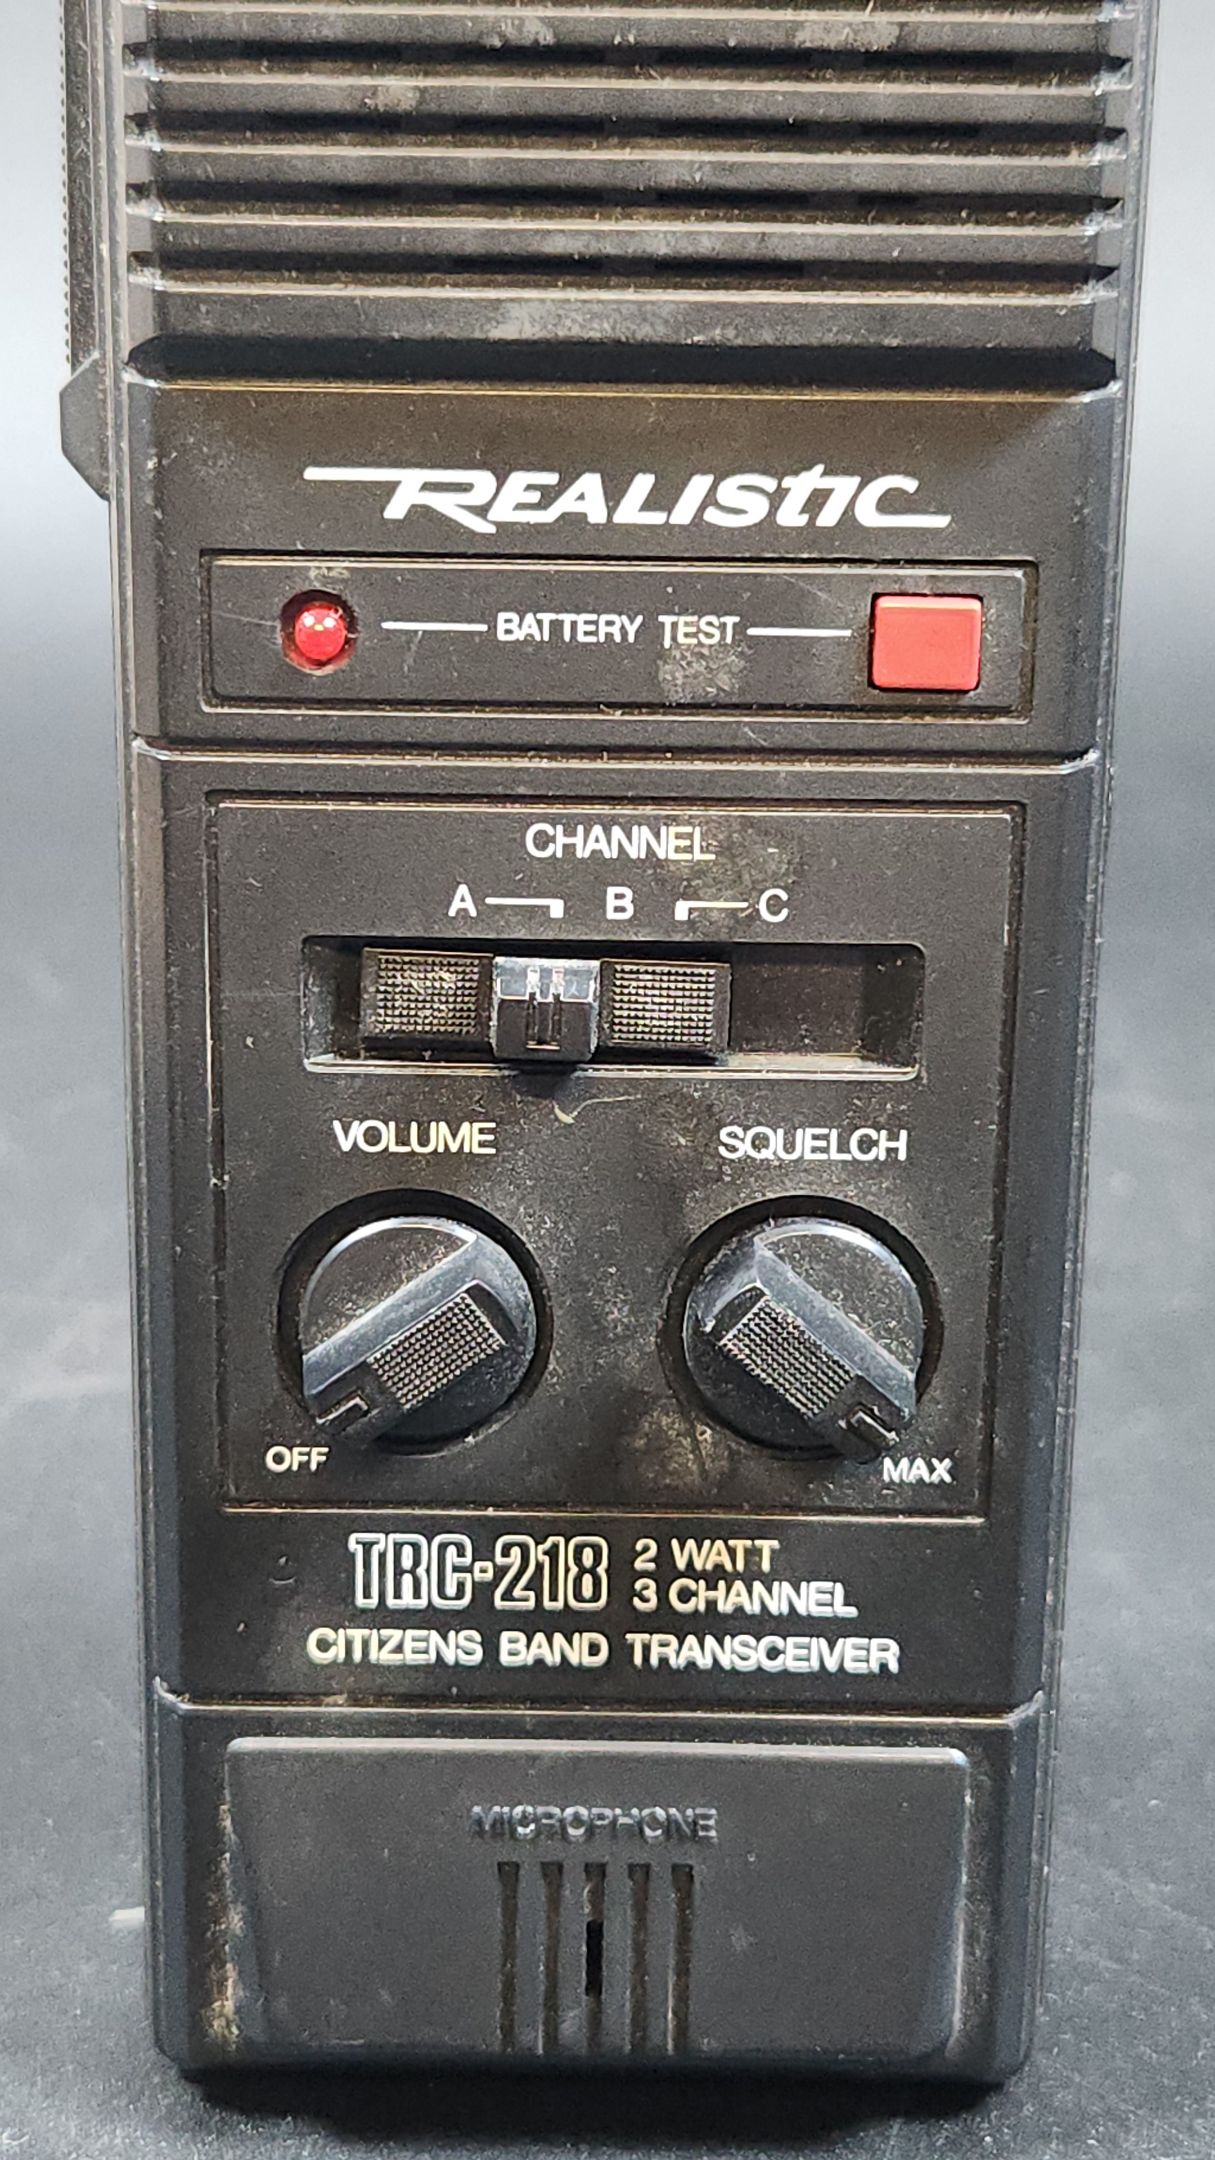 REALISTIC
BATTERY TEST
CHANNEL
A B C
VOLUME SQUELCH
OFF MAX
TRC-218 2 WATT
3 CHANNEL
CITIZENS BAND TRANSCEIVER
MICROPHONE